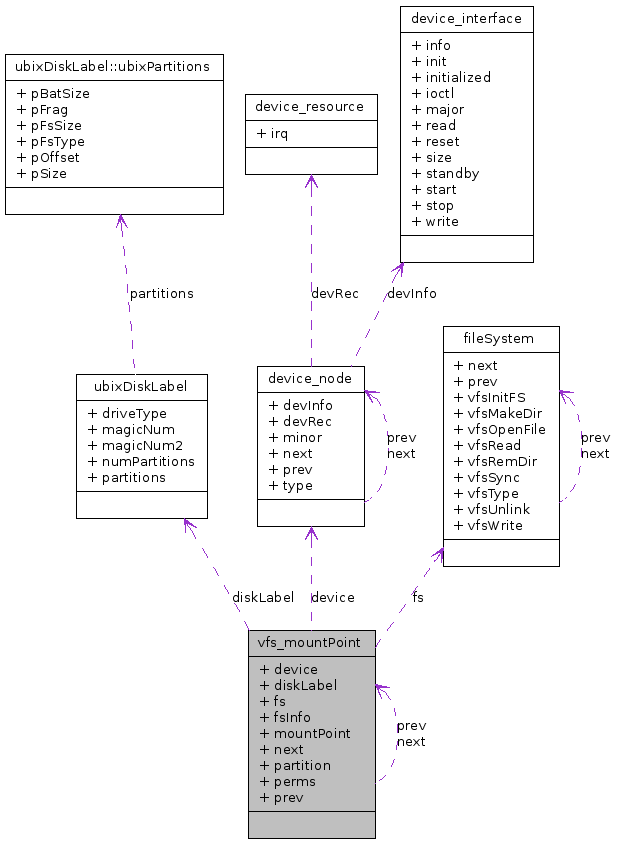 device_interface
+ info
+ init
+ initialized
+ ioctl
+ major
+ read
+ reset
+ size
+ standby
+ start
+ stop
+ write
ubixDiskLabel::ubixPartitions
+ pBatSize
+ pFrag
+ pFsSize
+ pFsType
+ pOffset
+ pSize
device_resource
+ irq
partitions
devRec
devInfo
fileSystem
+ next
+ prev
+ vfsInitFS
+ vfsMakeDir
+ vfsOpenFile
+ vfsRead
+ vfsRemDir
+ vfsSync
+ vfsType
+ vfsUnlink
+ vfsWrite
prev
next
device_node
+ devInfo
+ devRec
+ minor
+ next
+ prev
+ type
prev
next
ubixDiskLabel
+ driveType
+ magicNum
+ magicNum2
+ numPartitions
+ partitions
diskLabel
device
fs
vfs_mountPoint
+ device
+ diskLabel
+ fs
+ fsInfo
+ mountPoint
+ next
+ partition
+ perms
+ prev
prev
next